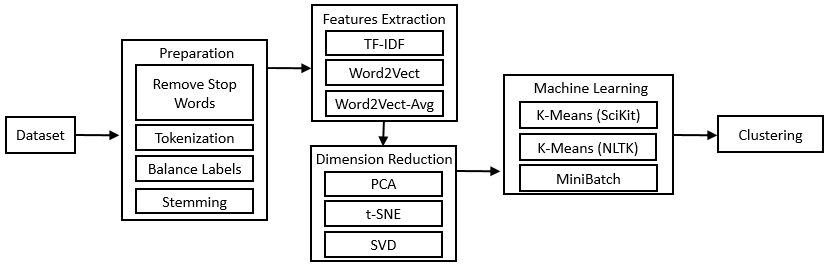 Dataset
Preparation
Remove Stop
Words
Tokenization
Balance Labels
Stemming
Features Extraction
TF-IDF
Word2Vect
Word2Vect-Avg
Dimension Reduction
PCA
t-SNE
SVD
Machine Learning
K-Means (SciKit)
K-Means (NLTK)
MiniBatch
Clustering